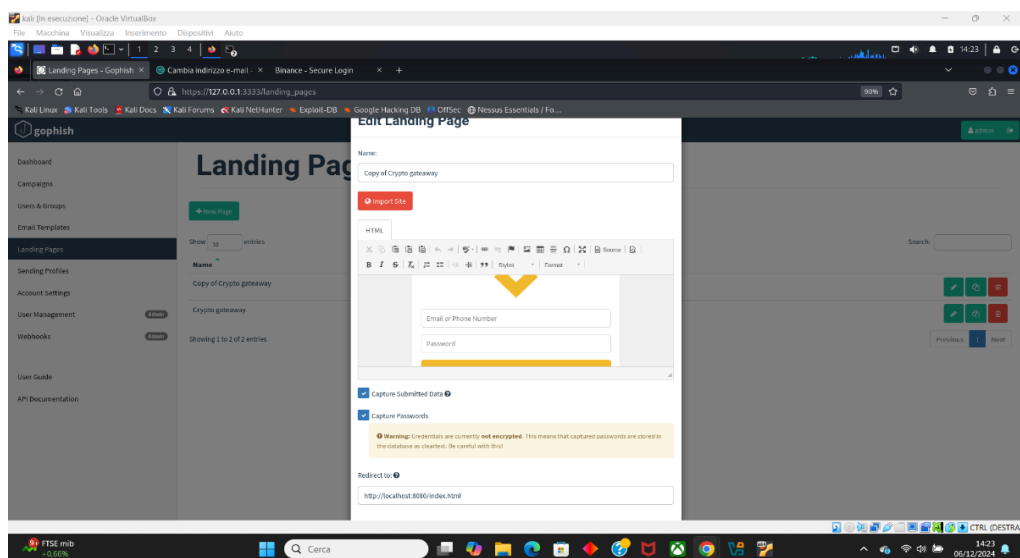 kali [In esecuzione] - Oracle VirtualBox
File Macchina Visualizza Inserimento Dispositivi Aiuto
1 2 3 4 14:23
Landing Pages - Gophish Cambia indirizzo e-mail - Binance - Secure Login
https://127.0.0.1:3333/landing_pages 90%
Kali Linux Kali Tools Kali Docs Kali Forums Kali NetHunter Exploit-DB Google Hacking DB OffSec Nessus Essentials / Fo...
gophish
admin
Dashboard
Campaigns
Users & Groups
Email Templates
Landing Pages
Sending Profiles
Account Settings
User Management Admin
Webhooks Admin
User Guide
API Documentation
Landing Pag
+ New Page
Show 10 entries
Search:
Name
Copy of Crypto gateaway
Crypto gateaway
Showing 1 to 2 of 2 entries
Previous 1 Next
Edit Landing Page
Name:
Copy of Crypto gateaway
Import Site
HTML
Source
B I S Styles Format
Email or Phone Number
Password
Capture Submitted Data
Capture Passwords
Warning: Credentials are currently not encrypted. This means that captured passwords are stored in
the database as cleartext. Be careful with this!
Redirect to:
http://localhost:8080/index.html
CTRL (DESTRA
FTSE mib
+0,66%
Cerca
14:23
06/12/2024